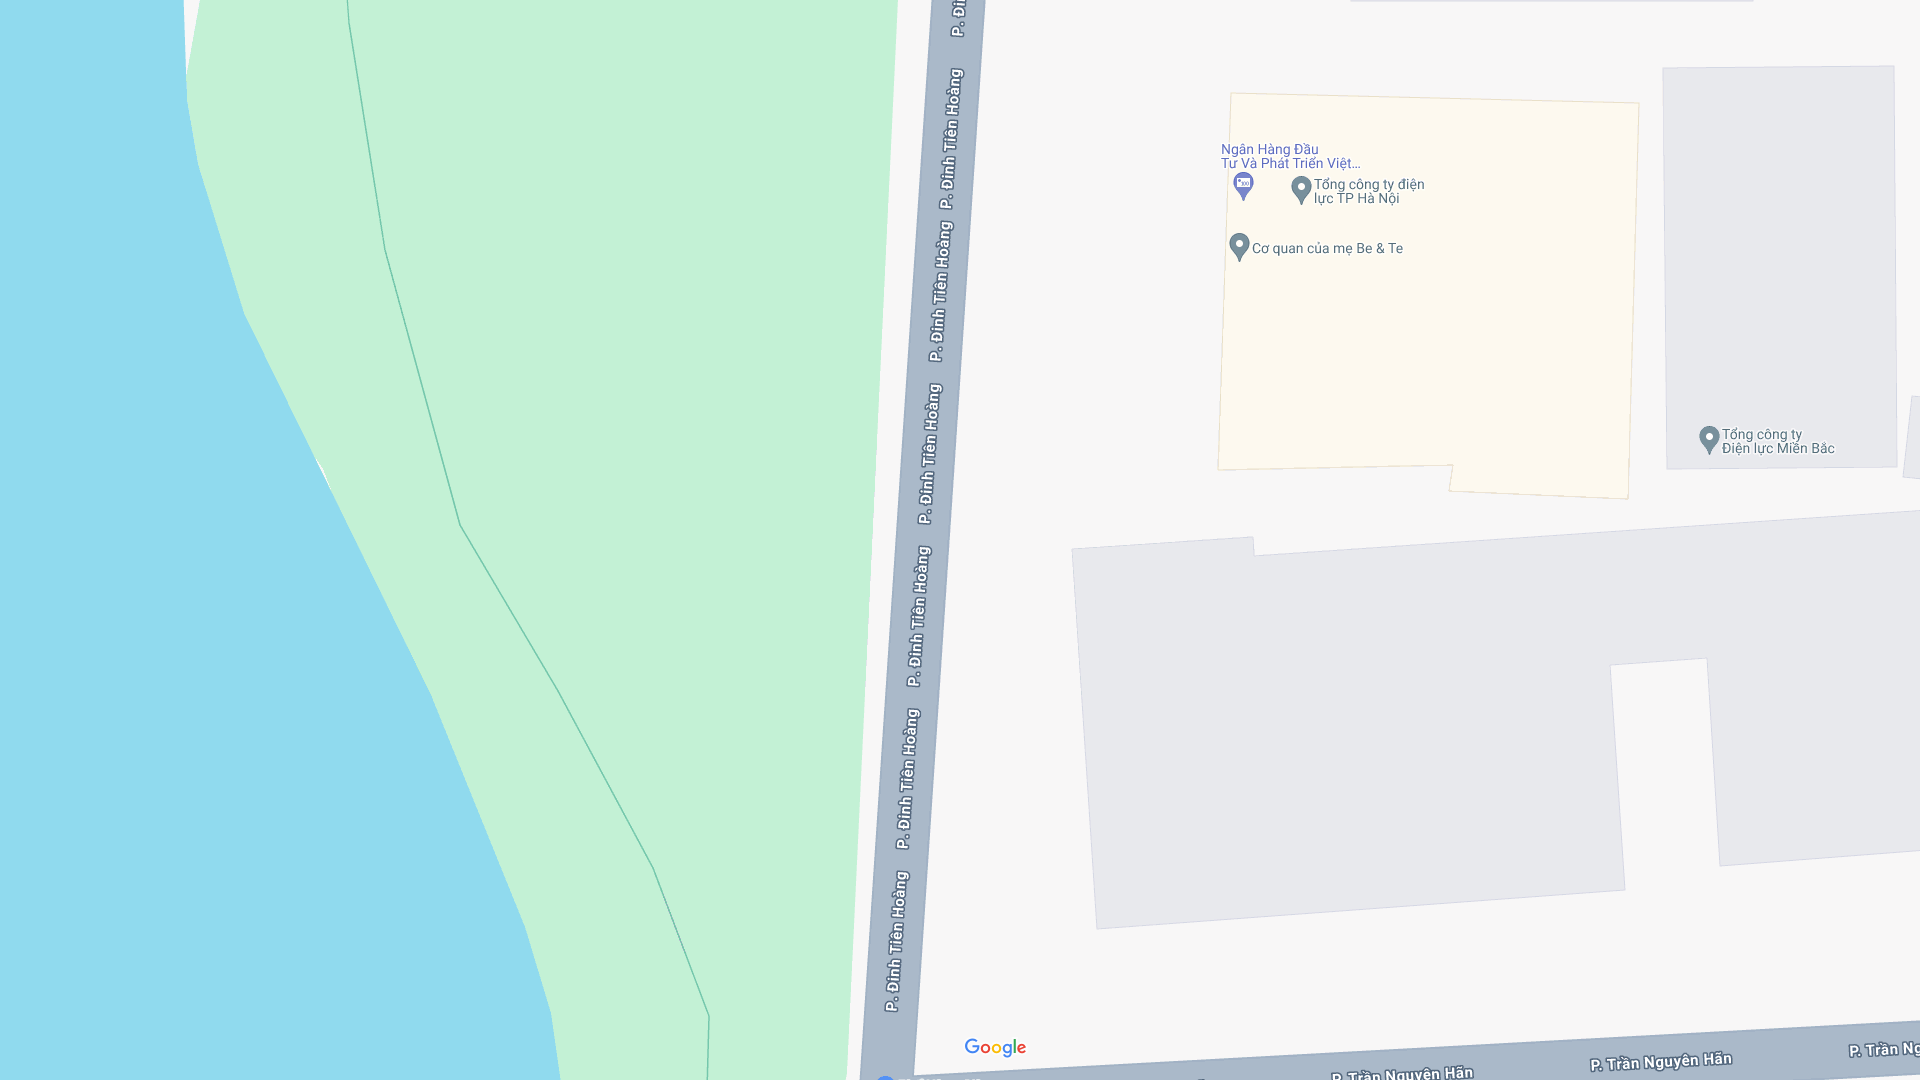 P. Đinh Tiên Hoàng
Ngân Hàng Đầu
Tư Và Phát Triển Việt...
Tổng công ty điện
lực TP Hà Nội
P. Đinh Tiên Hoàng
Cơ quan của mẹ Be & Te
P. Đinh Tiên Hoàng
Tổng công ty
Điện lực Miền Bắc
P. Đinh Tiên Hoàng
P. Đinh Tiên Hoàng
P. Đinh Tiên Hoàng
Google
P. Trần Nguyên Hãn
P. Trần Nguyên Hãn